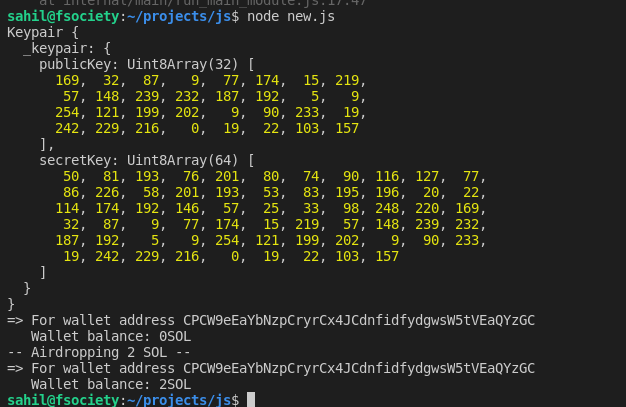 at internal/main/run_main_module.js:17:47
sahil@fsociety:~/projects/js$ node new.js
Keypair {
  _keypair: {
    publicKey: Uint8Array(32) [
      169,  32,  87,   9,  77, 174,  15, 219,
       57, 148, 239, 232, 187, 192,   5,   9,
      254, 121, 199, 202,   9,  90, 233,  19,
      242, 229, 216,   0,  19,  22, 103, 157
    ],
    secretKey: Uint8Array(64) [
       50,  81, 193,  76, 201,  80,  74,  90, 116, 127,  77,
       86, 226,  58, 201, 193,  53,  83, 195, 196,  20,  22,
      114, 174, 192, 146,  57,  25,  33,  98, 248, 220, 169,
       32,  87,   9,  77, 174,  15, 219,  57, 148, 239, 232,
      187, 192,   5,   9, 254, 121, 199, 202,   9,  90, 233,
       19, 242, 229, 216,   0,  19,  22, 103, 157
    ]
  }
}
=> For wallet address CPCW9eEaYbNzpCryrCx4JCdnfidfydgwsW5tVEaQYzGC
   Wallet balance: 0SOL
-- Airdropping 2 SOL --
=> For wallet address CPCW9eEaYbNzpCryrCx4JCdnfidfydgwsW5tVEaQYzGC
   Wallet balance: 2SOL
sahil@fsociety:~/projects/js$